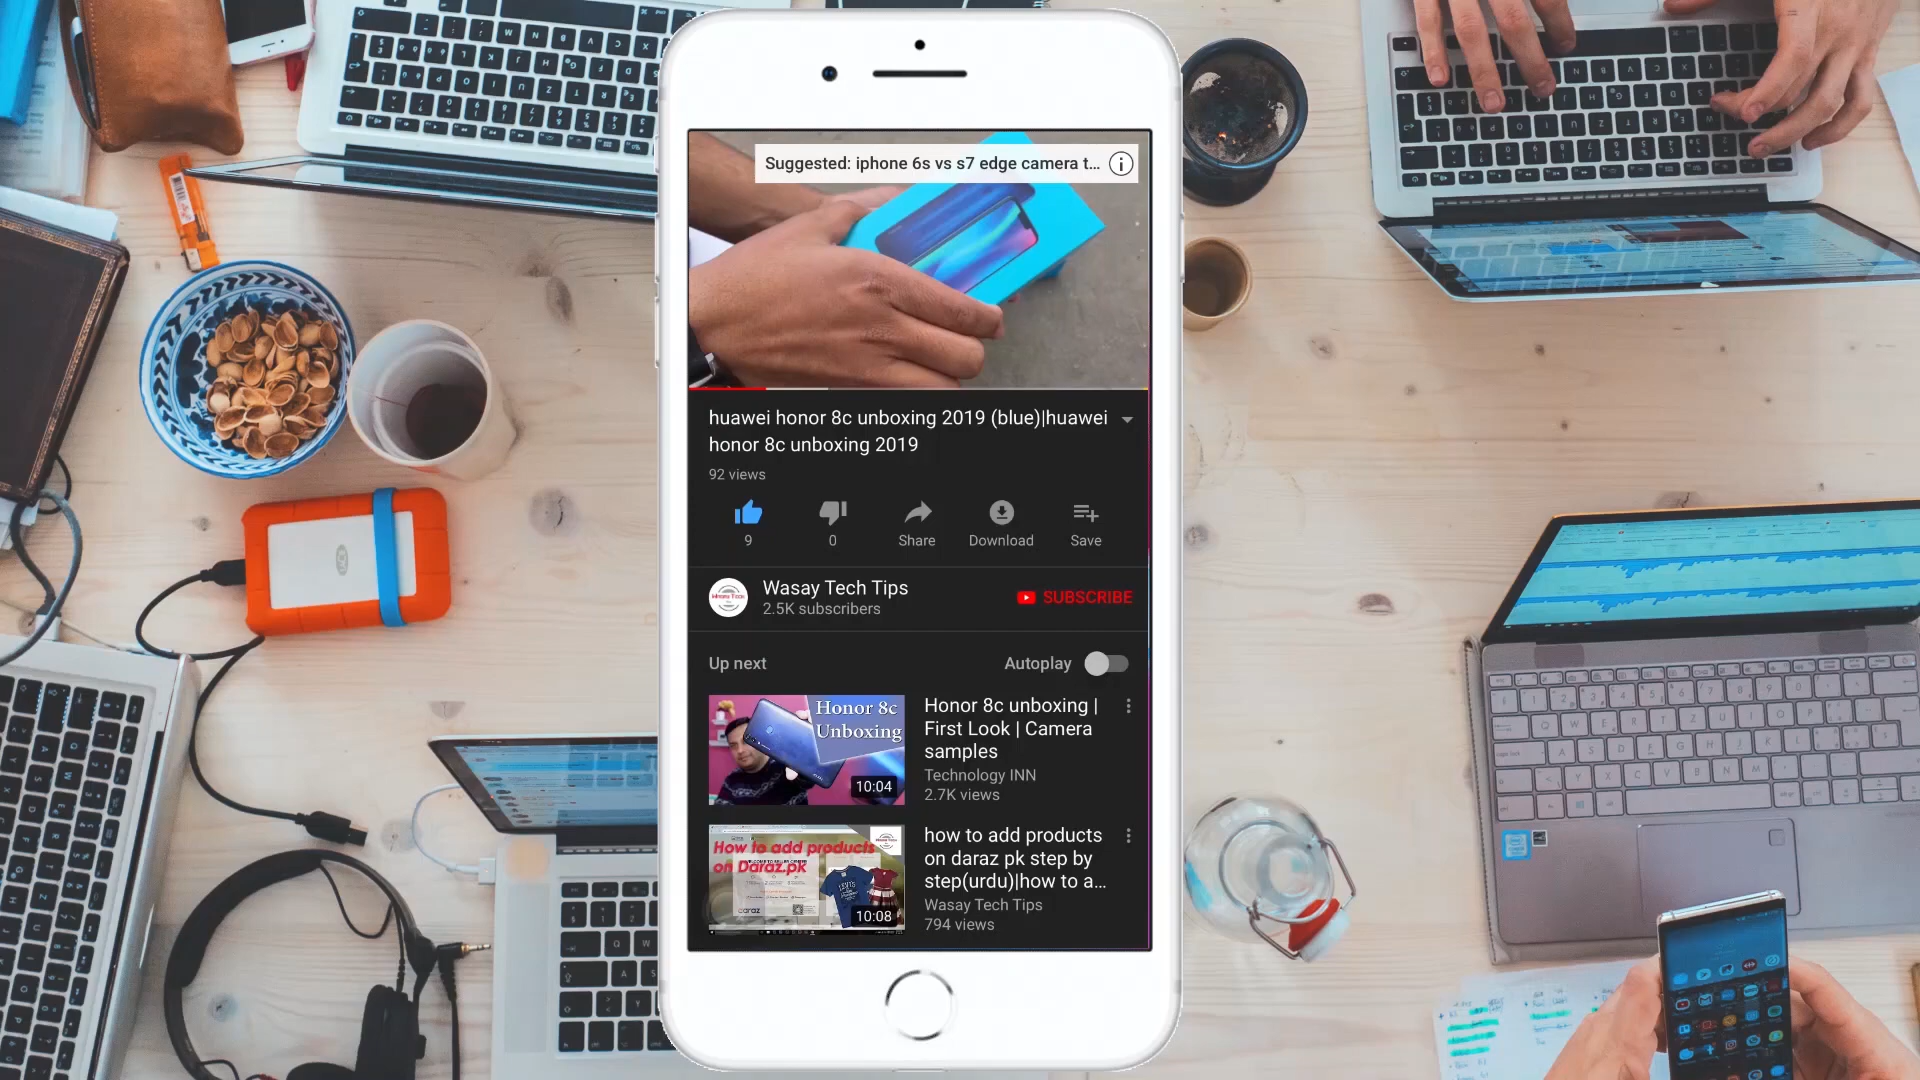 Suggested: iphone 6s vs s7 edge camera t...
huawei honor 8c unboxing 2019 (blue)|huawei
honor 8c unboxing 2019
92 views
9
0
Share
Download
Save
Wasay Tech Tips
2.5K subscribers
SUBSCRIBE
Up next
Autoplay
Honor 8c
Unboxing
10:04
Honor 8c unboxing |
First Look | Camera
samples
Technology INN
2.7K views
How to add products
on Daraz.pk
daraz
10:08
how to add products
on daraz pk step by
step(urdu)|how to a...
Wasay Tech Tips
794 views